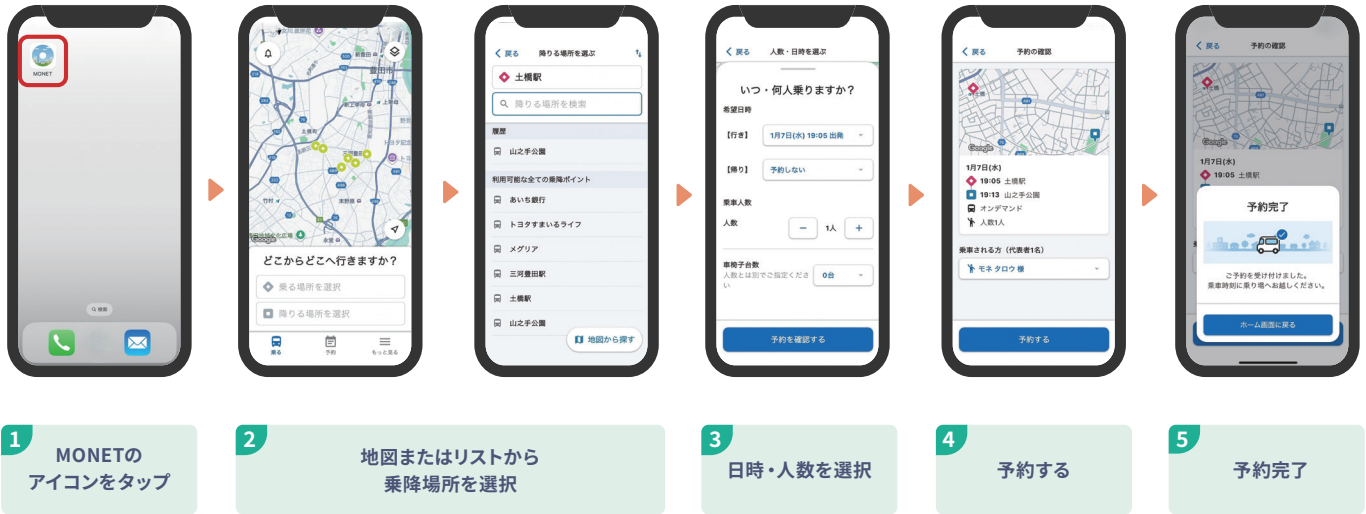 MONET
検索
豊田市
土橋町
三河豊田
竹村
永覚
Google
どこからどこへ行きますか？
乗る場所を選択
降りる場所を選択
乗る
予約
もっと見る
戻る
降りる場所を選ぶ
土橋駅
降りる場所を検索
履歴
山之手公園
利用可能な全ての乗降ポイント
あいち銀行
トヨタすまいるライフ
メグリア
三河豊田駅
土橋駅
山之手公園
地図から探す
戻る
人数・日時を選ぶ
いつ・何人乗りますか？
希望日時
【行き】
1月7日(水) 19:05 出発
【帰り】
予約しない
乗車人数
人数
− 1人 +
車椅子台数
人数とは別でご指定ください
0台
予約を確認する
戻る
予約の確認
Google
1月7日(水)
19:05 土橋駅
19:13 山之手公園
オンデマンド
人数1人
乗車される方（代表者1名）
モネ タロウ 様
予約する
戻る
予約の確認
Google
1月7日(水)
19:05 土橋駅
予約完了
ご予約を受け付けました。
乗車時刻に乗り場へお越しください。
ホーム画面に戻る
1
MONETの
アイコンをタップ
2
地図またはリストから
乗降場所を選択
3
日時・人数を選択
4
予約する
5
予約完了